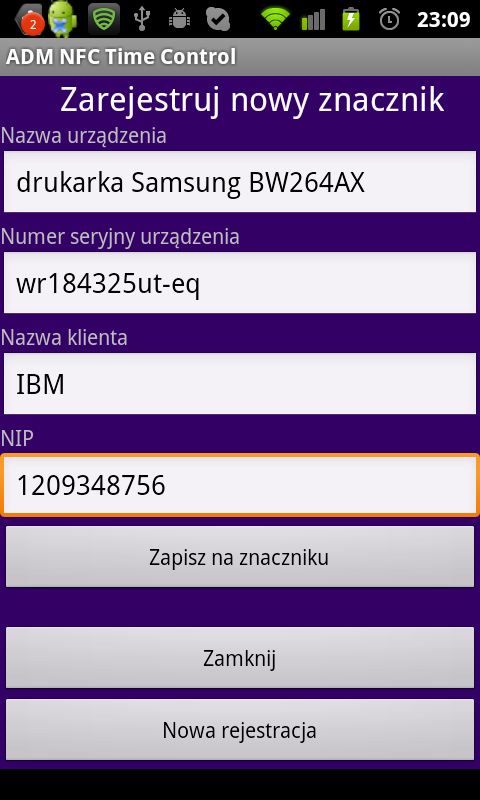 2
23:09
ADM NFC Time Control
Zarejestruj nowy znacznik
Nazwa urządzenia
drukarka Samsung BW264AX
Numer seryjny urządzenia
wr184325ut-eq
Nazwa klienta
IBM
NIP
1209348756
Zapisz na znaczniku
Zamknij
Nowa rejestracja